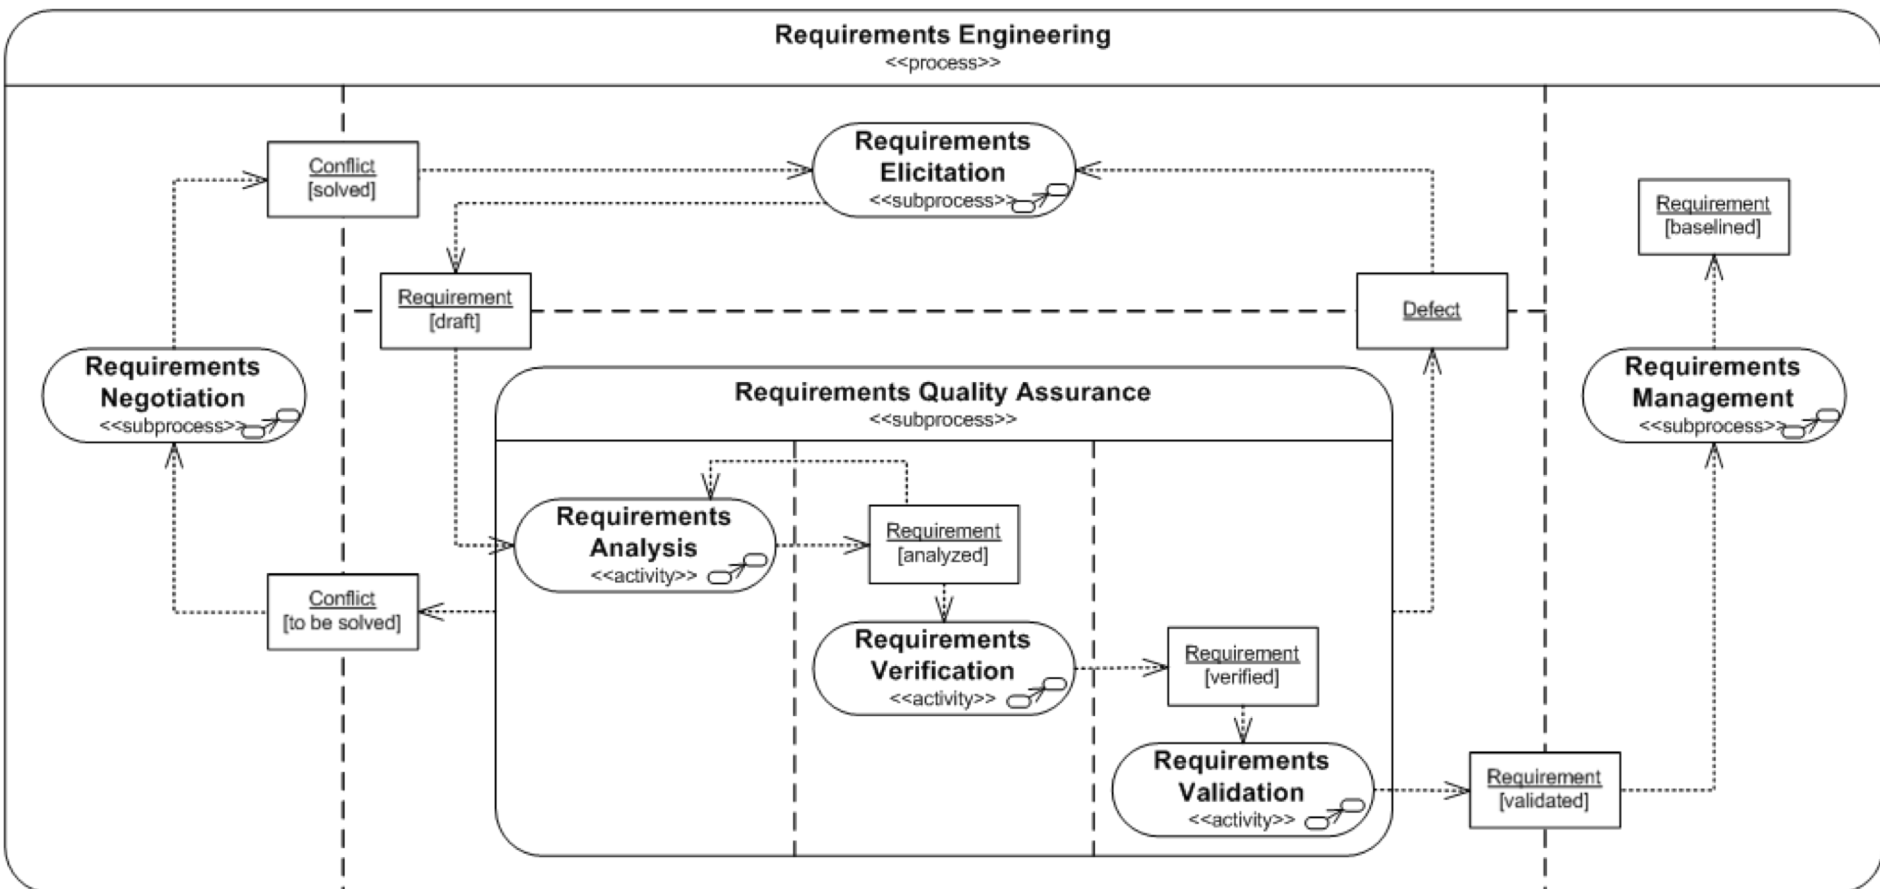 Requirements Engineering
<<process>>
Conflict
[solved]
Requirements
Elicitation
<<subprocess>>
Requirement
[baselined]
Requirement
[draft]
Defect
Requirements
Negotiation
<<subprocess>>
Requirements Quality Assurance
<<subprocess>>
Requirements
Management
<<subprocess>>
Requirements
Analysis
<<activity>>
Requirement
[analyzed]
Conflict
[to be solved]
Requirements
Verification
<<activity>>
Requirement
[verified]
Requirements
Validation
<<activity>>
Requirement
[validated]